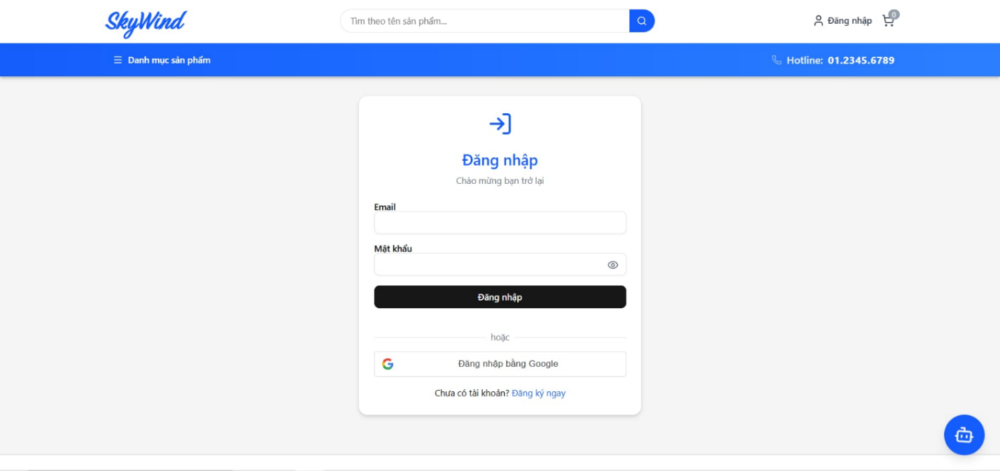 SkyWind
Tìm theo tên sản phẩm...
Đăng nhập
0
Danh mục sản phẩm
Hotline: 01.2345.6789
Đăng nhập
Chào mừng bạn trở lại
Email
Mật khẩu
Đăng nhập
hoặc
Đăng nhập bằng Google
Chưa có tài khoản? Đăng ký ngay